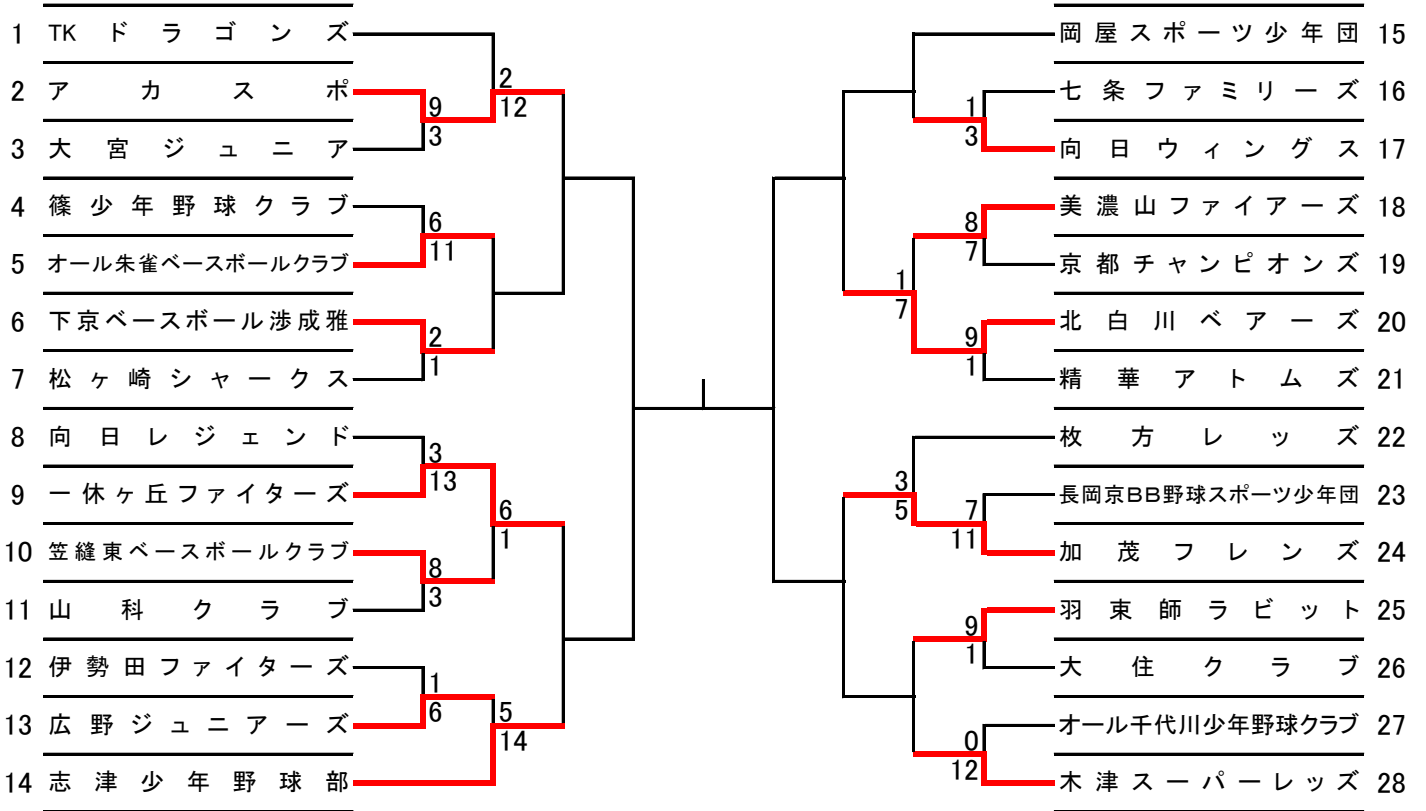 1 TKドラゴンズ
2
12
2 アカスポ
9
3
3 大宮ジュニア
4 篠少年野球クラブ
6
11
5 オール朱雀ベースボールクラブ
6 下京ベースボール渉成雅
2
1
7 松ヶ崎シャークス
8 向日レジェンド
3
13
9 一休ヶ丘ファイターズ
6
1
10 笠縫東ベースボールクラブ
8
3
11 山科クラブ
12 伊勢田ファイターズ
1
6
13 広野ジュニアーズ
5
14
14 志津少年野球部
岡屋スポーツ少年団 15
七条ファミリーズ 16
1
3
向日ウィングス 17
美濃山ファイアーズ 18
8
7
京都チャンピオンズ 19
1
7
北白川ベアーズ 20
9
1
精華アトムズ 21
枚方レッズ 22
3
5
長岡京BB野球スポーツ少年団 23
7
11
加茂フレンズ 24
羽束師ラビット 25
9
1
大住クラブ 26
オール千代川少年野球クラブ 27
0
12
木津スーパーレッズ 28